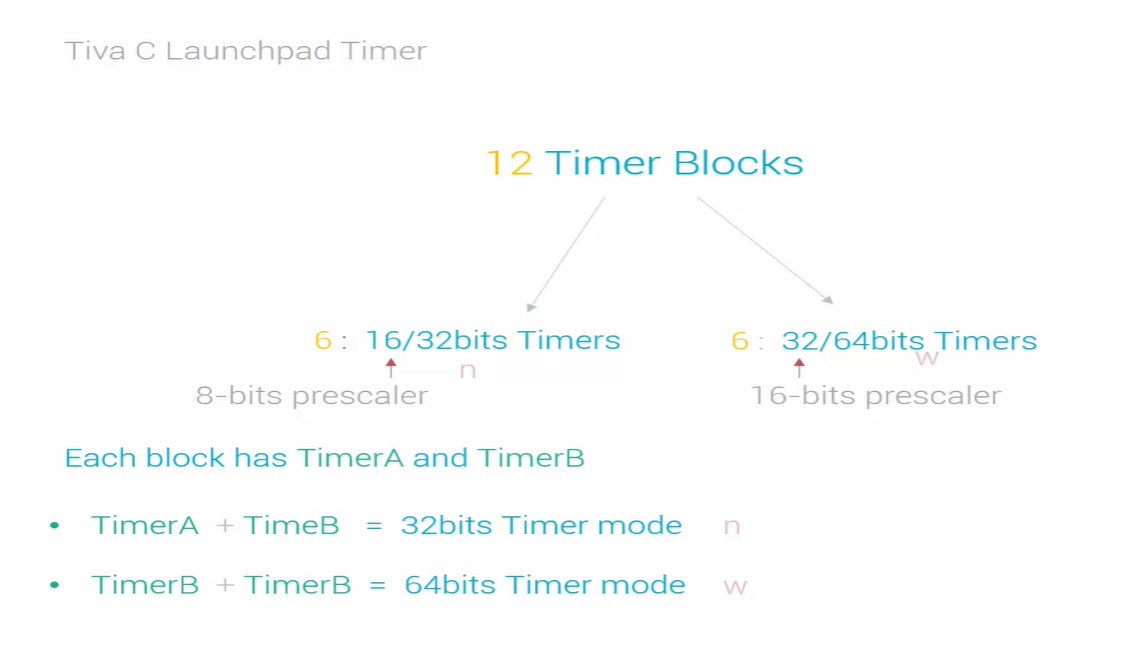 Tiva C Launchpad Timer
12 Timer Blocks
6 : 16/32bits Timers
6 : 32/64bits Timers
n
w
8-bits prescaler
16-bits prescaler
Each block has TimerA and TimerB
• TimerA + TimeB = 32bits Timer mode n
• TimerB + TimerB = 64bits Timer mode w